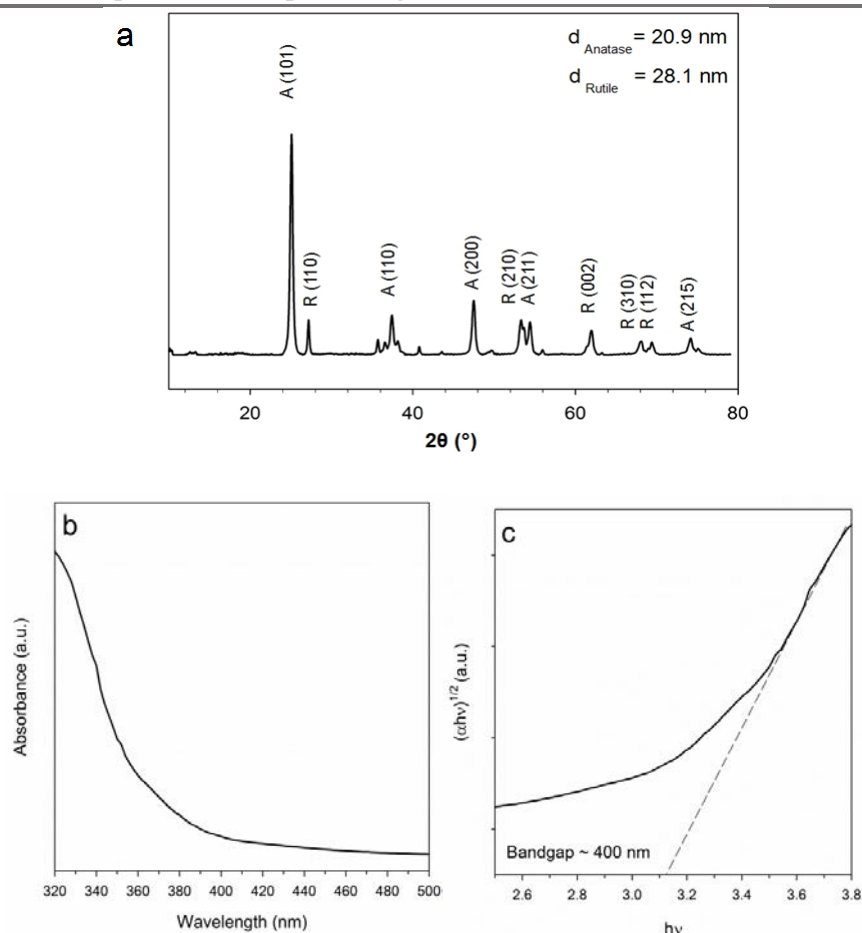 a
d Anatase = 20.9 nm
d Rutile = 28.1 nm
A (101)
R (110)
A (110)
A (200)
R (210)
A (211)
R (002)
R (310)
R (112)
A (215)
20 40 60 80
2θ (°)
b
Absorbance (a.u.)
320 340 360 380 400 420 440 460 480 500
Wavelength (nm)
c
(αhν)1/2 (a.u.)
Bandgap ~ 400 nm
2.6 2.8 3.0 3.2 3.4 3.6 3.8
hν